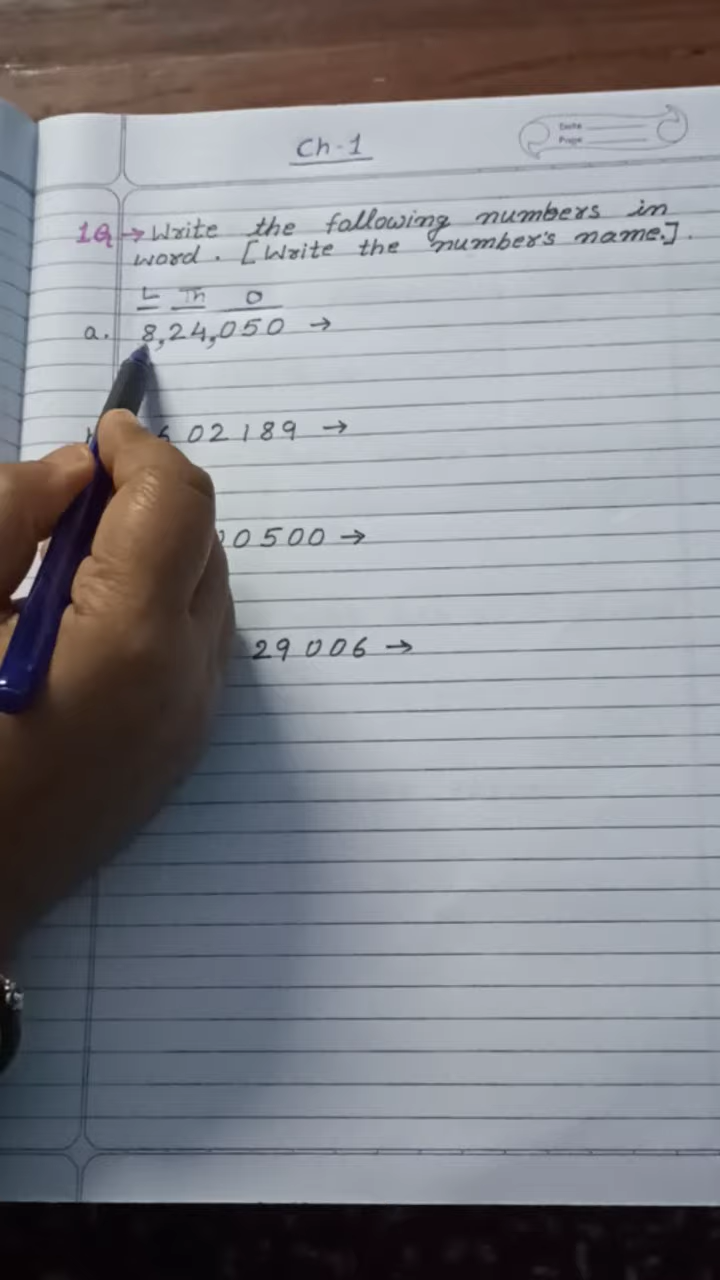 Ch-1
Date
Page
1Q → Write the following numbers in
word. [Write the number's name.].
L Th O
a. 8,24,050 →
602189 →
0500 →
29006 →